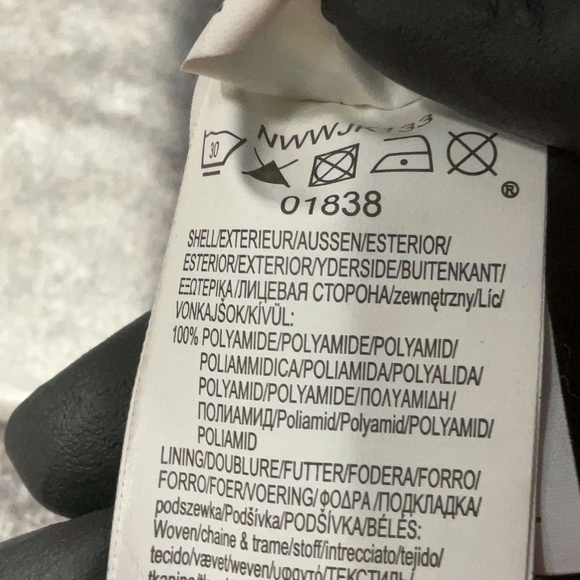 NWWJK133
30
01838
®
SHELL/EXTERIEUR/AUSSEN/ESTERIOR/
ESTERIOR/EXTERIOR/YDERSIDE/BUITENKANT/
ΕΞΩΤΕΡΙΚΑ/ЛИЦЕВАЯ СТОРОНА/zewnętrzny/Líc/
VONKAJŠOK/KÍVÜL:
100% POLYAMIDE/POLYAMIDE/POLYAMID/
POLIAMMIDICA/POLIAMIDA/POLYALIDA/
POLYAMID/POLYAMIDE/ΠΟΛΥΑΜΙΔΗ/
ПОЛИАМИД/Poliamid/Polyamid/POLYAMID/
POLIAMID
LINING/DOUBLURE/FUTTER/FODERA/FORRO/
FORRO/FOER/VOERING/ΦΟΔΡΑ/ПОДКЛАДКА/
podszewka/Podšívka/PODŠÍVKA/BÉLÉS:
Woven/chaine & trame/stoff/intrecciato/tejido/
tecido/vævet/weven/υφαντό/ТЕКСТИЛЬ/